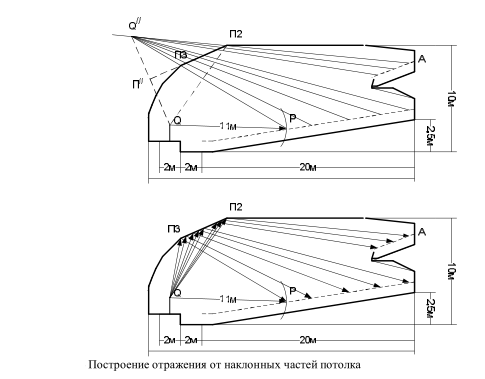 Q//
П2
П3
A
П//
Q
11м
P
10м
2,5м
2м
2м
20м
П2
П3
A
Q
11м
P
10м
2,5м
2м
2м
20м
Построение отражения от наклонных частей потолка